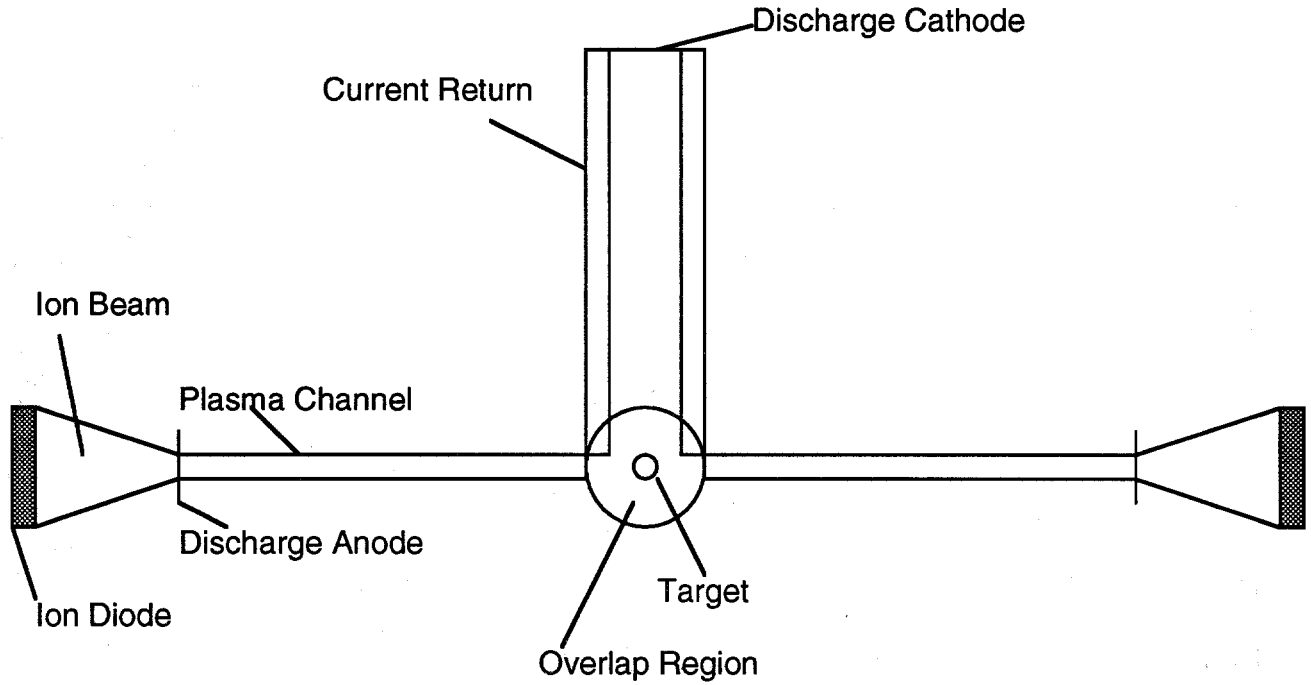 Discharge Cathode
Current Return
Ion Beam
Plasma Channel
Discharge Anode
Target
Ion Diode
Overlap Region